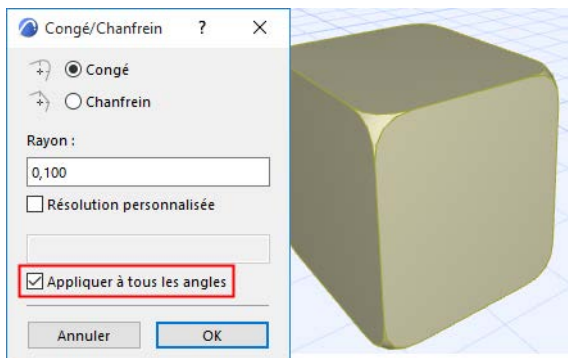 Congé/Chanfrein ? ×
Congé
Chanfrein
Rayon :
0,100
Résolution personnalisée
Appliquer à tous les angles
Annuler OK